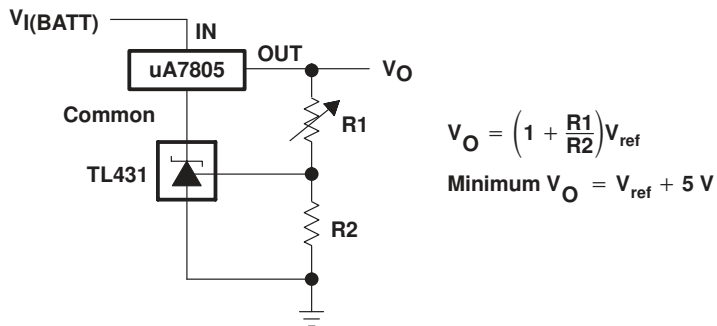 VI(BATT)
IN
OUT
uA7805
VO
Common
R1
TL431
R2
VO = (1 + R1/R2)Vref
Minimum VO = Vref + 5 V